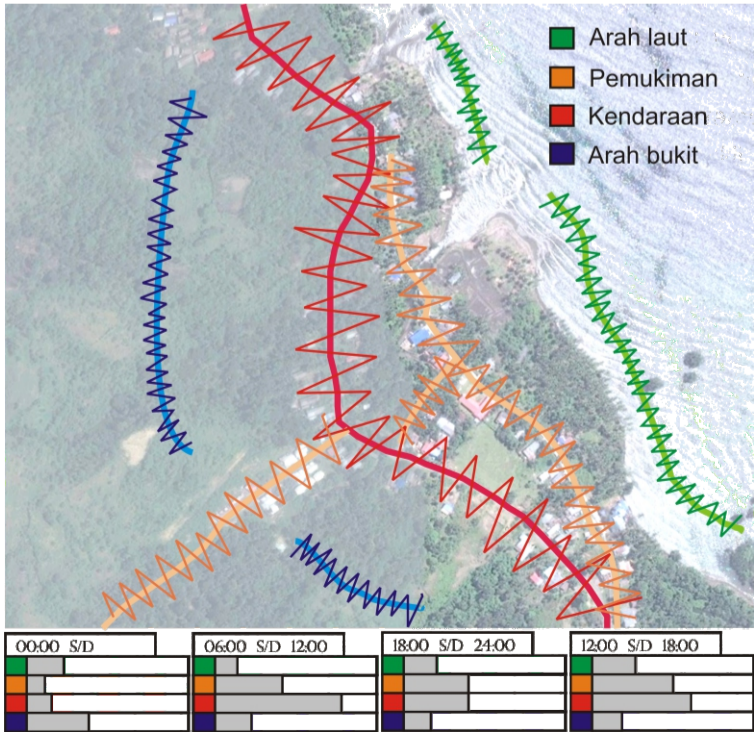 Arah laut
Pemukiman
Kendaraan
Arah bukit
00:00 S/D
06:00 S/D 12:00
18:00 S/D 24:00
12:00 S/D 18:00